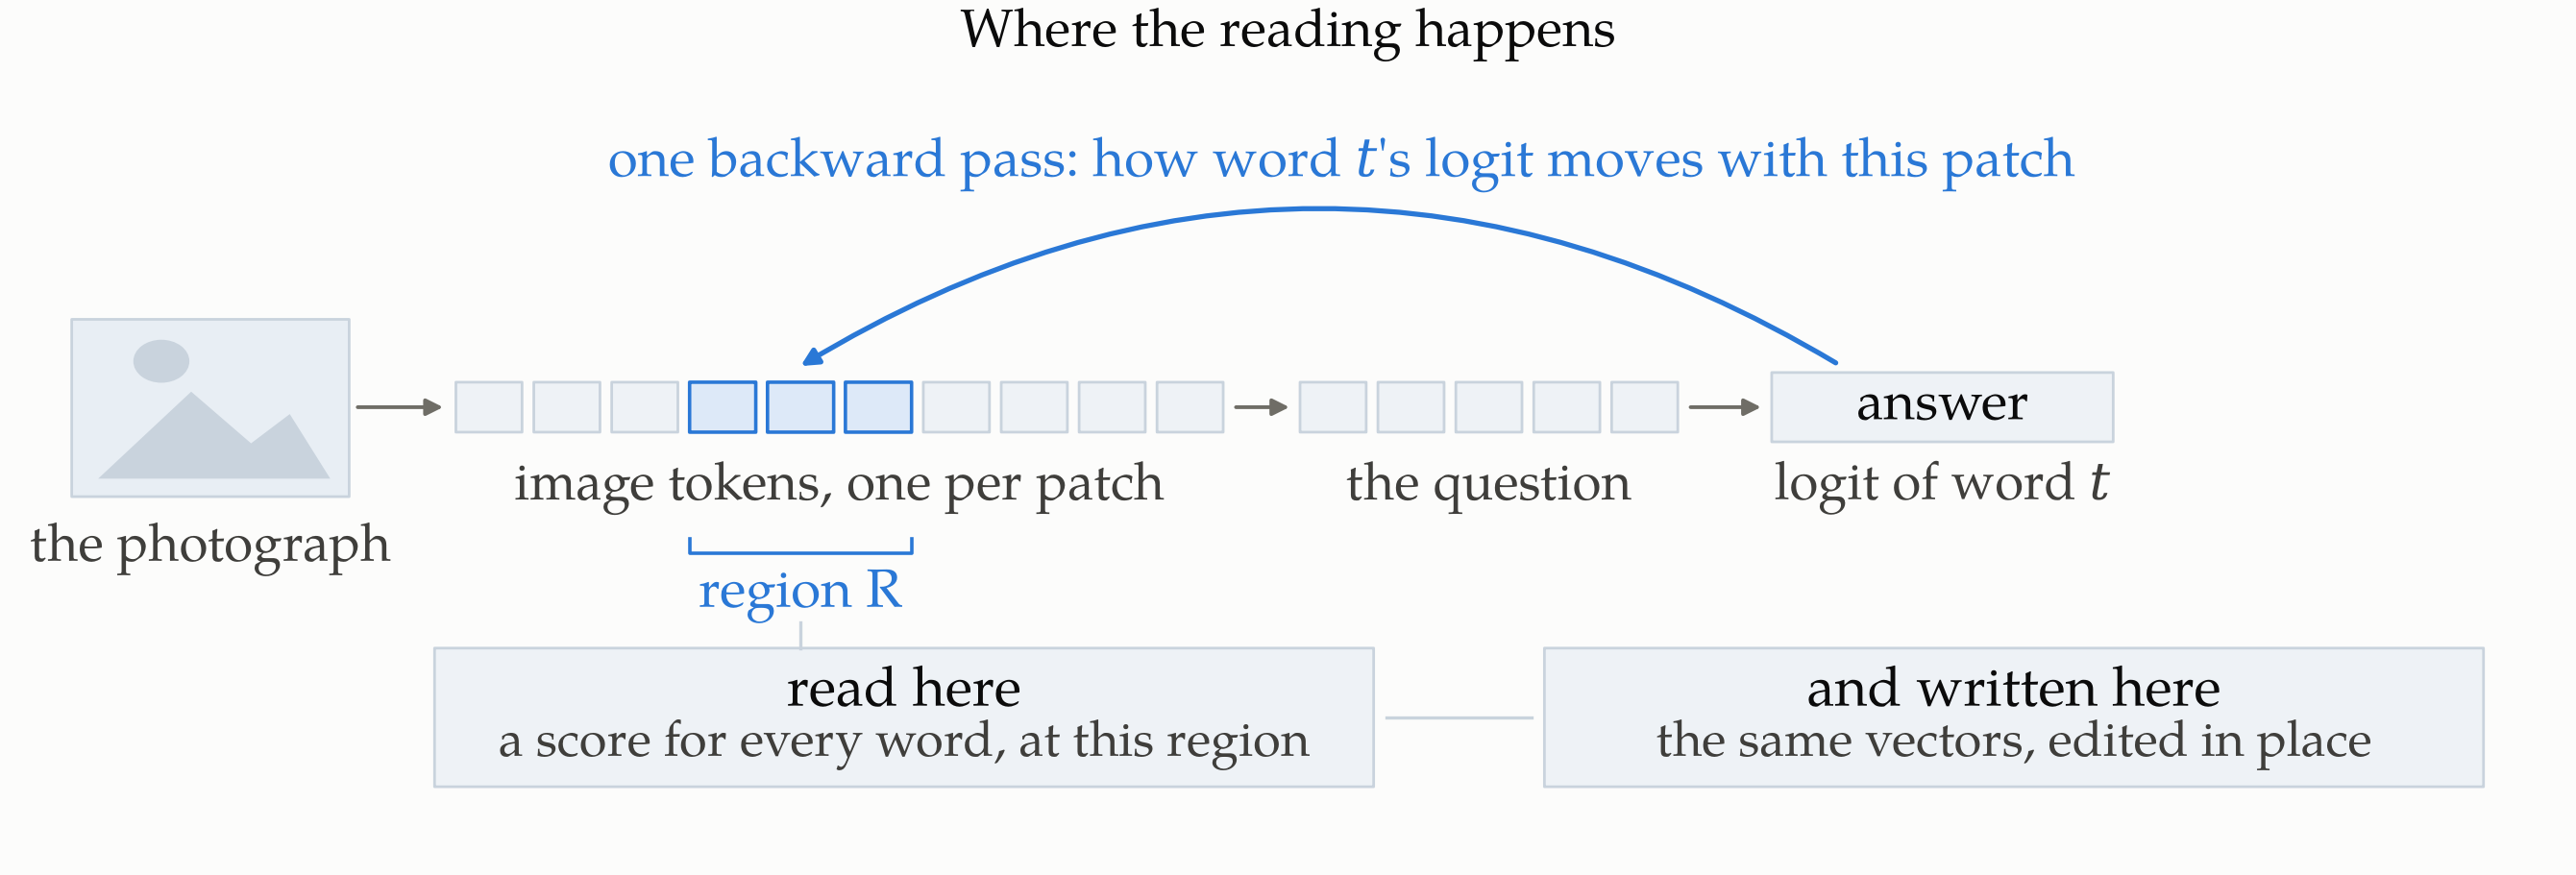 Where the reading happens
one backward pass: how word t's logit moves with this patch
answer
image tokens, one per patch
the question
logit of word t
the photograph
region R
read here
a score for every word, at this region
and written here
the same vectors, edited in place